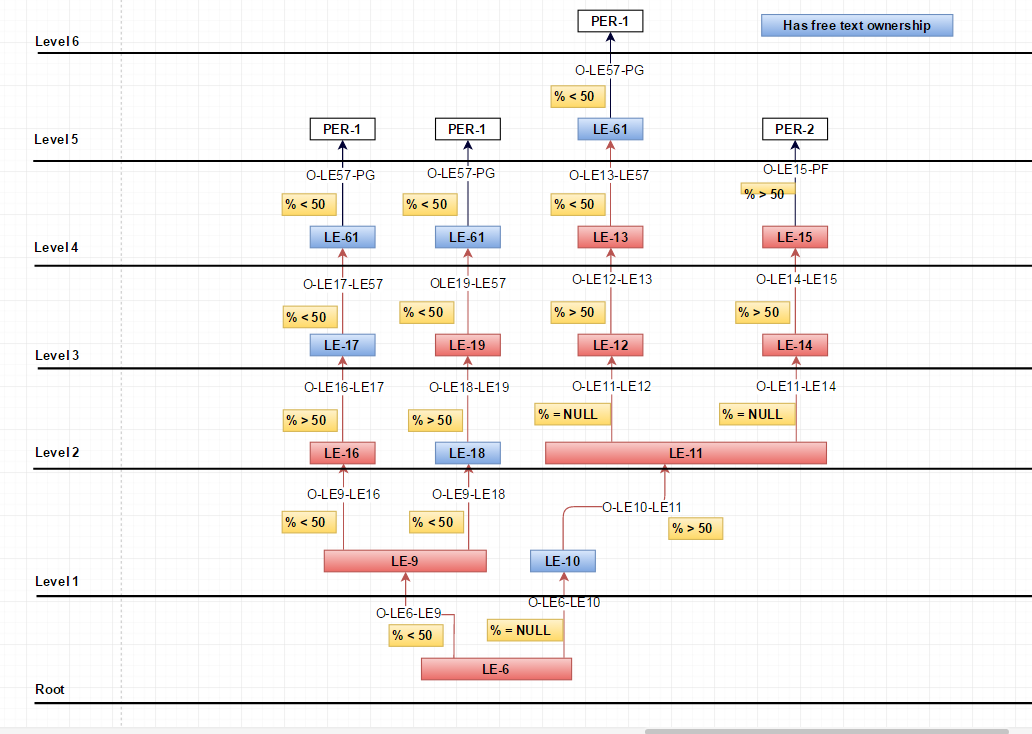 PER-1
Has free text ownership
Level 6
O-LE57-PG
% < 50
PER-1
PER-1
LE-61
PER-2
Level 5
O-LE57-PG
O-LE57-PG
O-LE13-LE57
O-LE15-PF
% < 50
% < 50
% < 50
% > 50
LE-61
LE-61
LE-13
LE-15
Level 4
O-LE17-LE57
OLE19-LE57
O-LE12-LE13
O-LE14-LE15
% < 50
% < 50
% > 50
% > 50
LE-17
LE-19
LE-12
LE-14
Level 3
O-LE16-LE17
O-LE18-LE19
O-LE11-LE12
O-LE11-LE14
% > 50
% > 50
% = NULL
% = NULL
LE-16
LE-18
LE-11
Level 2
O-LE9-LE16
O-LE9-LE18
O-LE10-LE11
% < 50
% < 50
% > 50
LE-9
LE-10
Level 1
O-LE6-LE9
O-LE6-LE10
% < 50
% = NULL
LE-6
Root